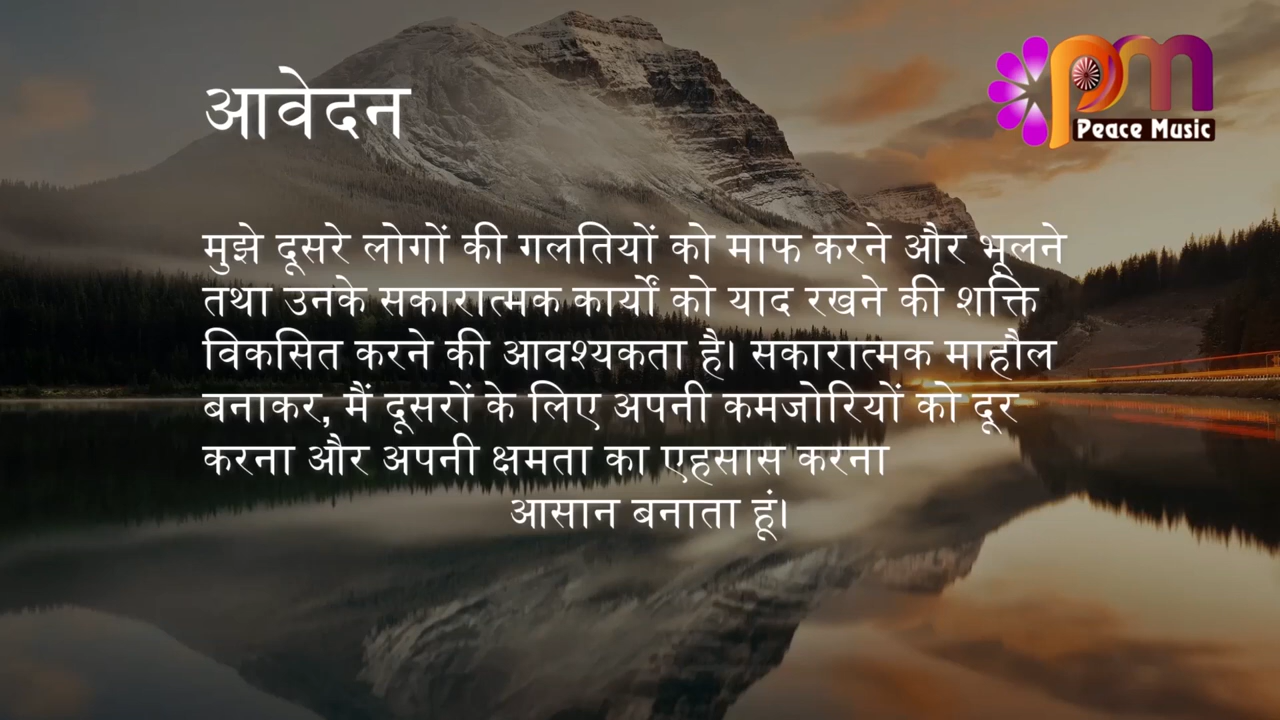 आवेदन
pm
Peace Music
मुझे दूसरे लोगों की गलतियों को माफ करने और भूलने
तथा उनके सकारात्मक कार्यों को याद रखने की शक्ति
विकसित करने की आवश्यकता है। सकारात्मक माहौल
बनाकर, मैं दूसरों के लिए अपनी कमजोरियों को दूर
करना और अपनी क्षमता का एहसास करना
आसान बनाता हूं।